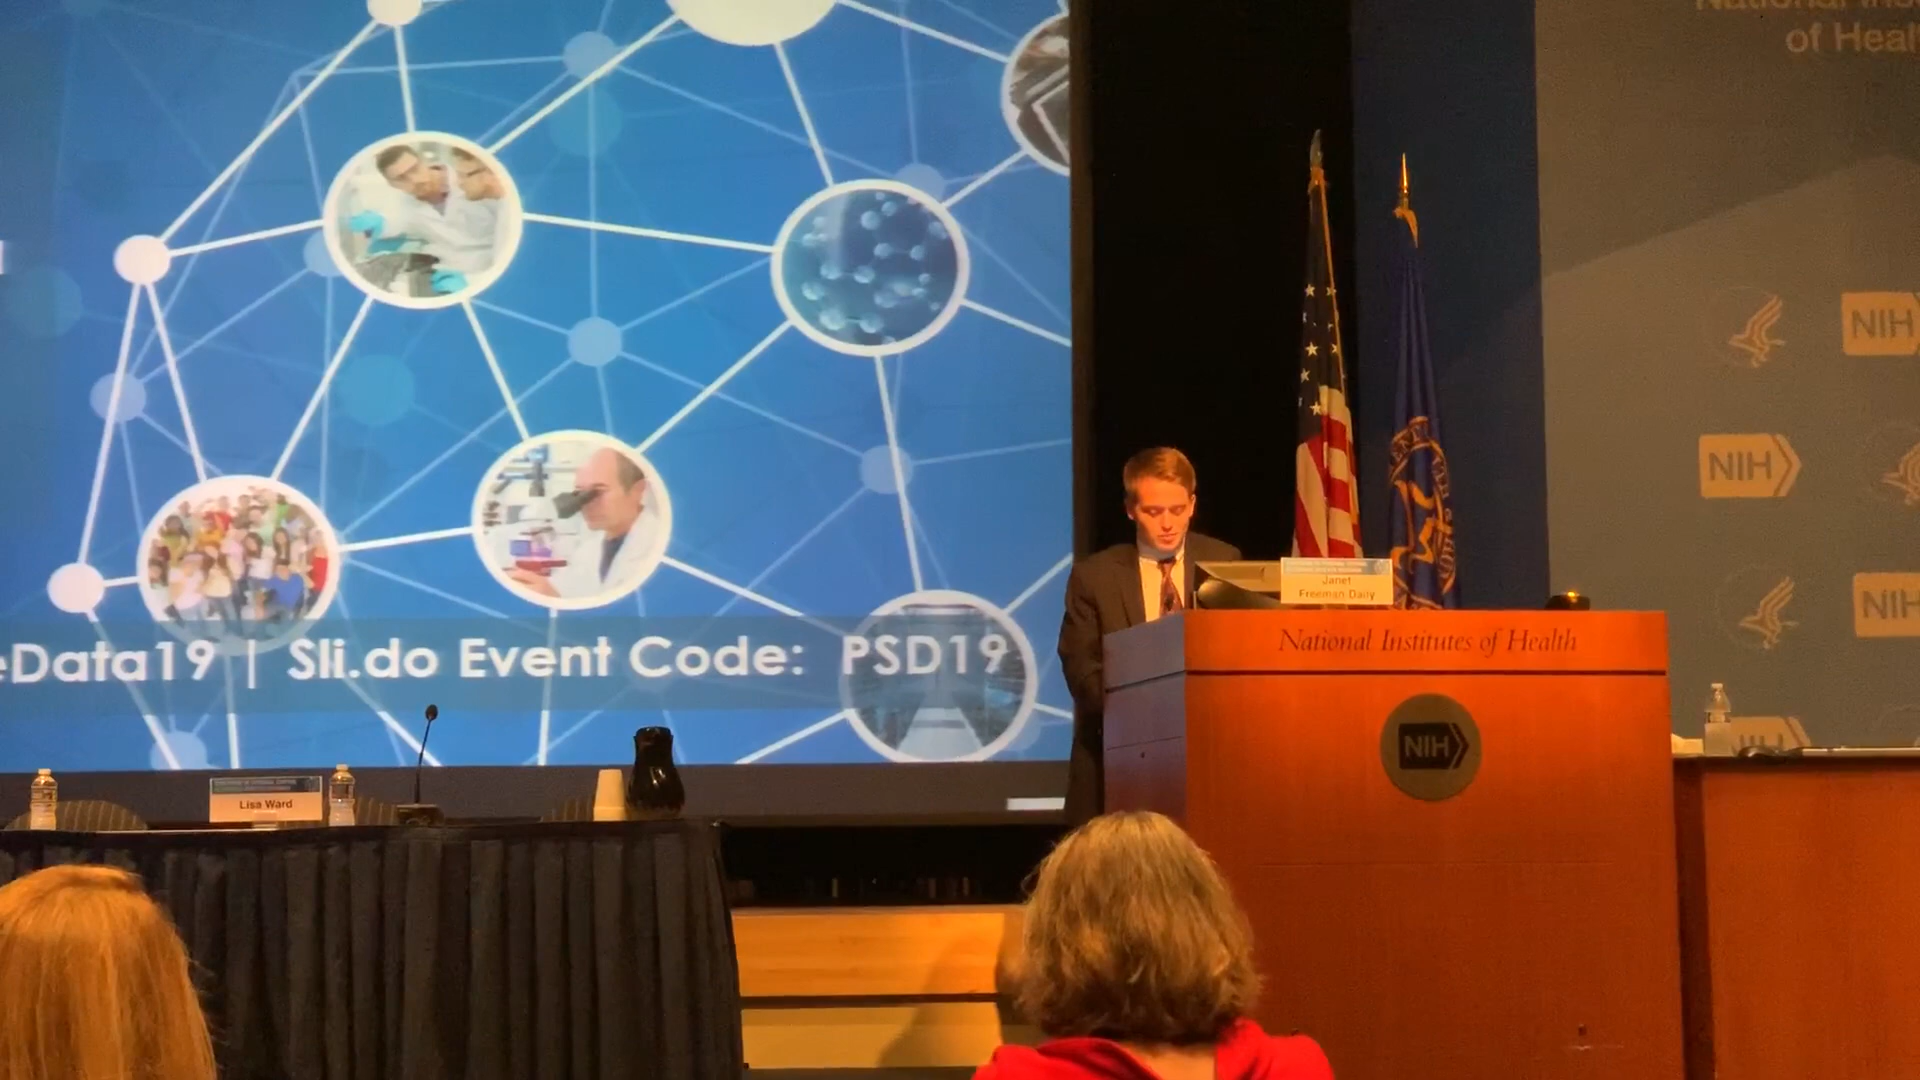 of Heal
NIH
NIH
NIH
eData19 | Sli.do Event Code: PSD19
Janet
Freeman-Daily
National Institutes of Health
NIH
Lisa Ward